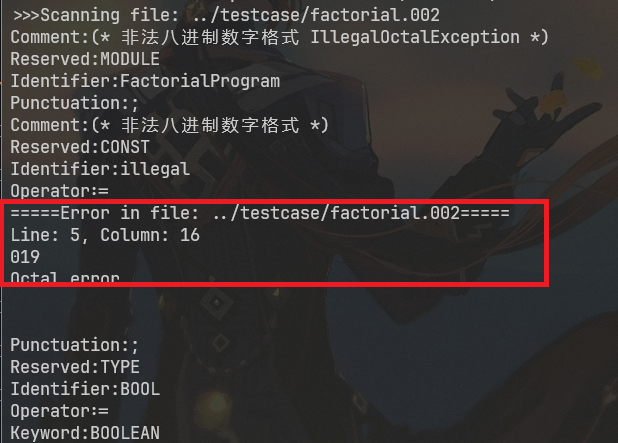 >>>Scanning file: ../testcase/factorial.002
Comment:(* 非法八进制数字格式 IllegalOctalException *)
Reserved:MODULE
Identifier:FactorialProgram
Punctuation:;
Comment:(* 非法八进制数字格式 *)
Reserved:CONST
Identifier:illegal
Operator:=
=====Error in file: ../testcase/factorial.002=====
Line: 5, Column: 16
019
Octal error
Punctuation:;
Reserved:TYPE
Identifier:BOOL
Operator:=
Keyword:BOOLEAN